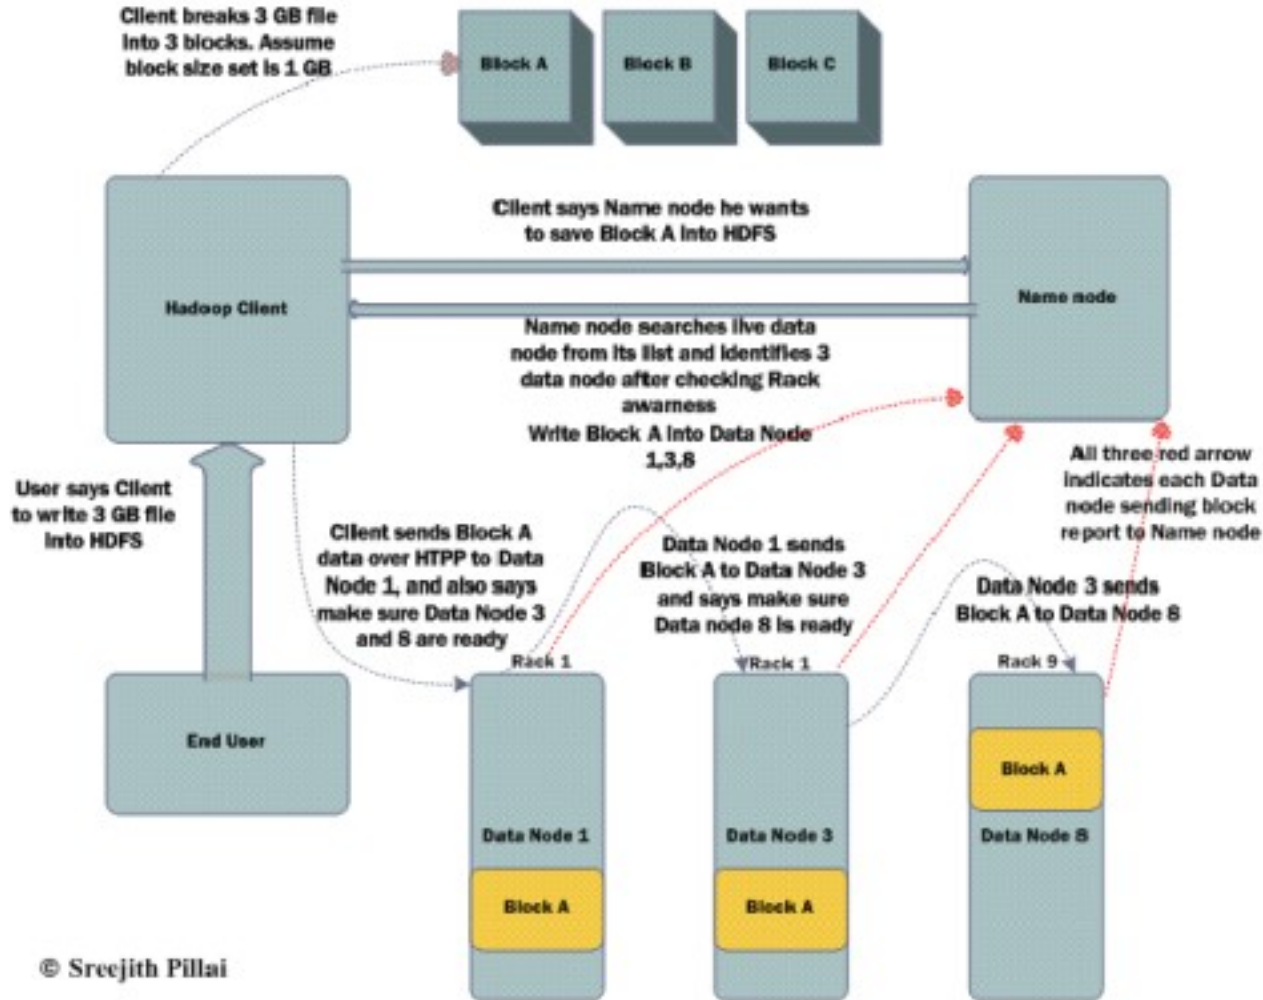 Client breaks 3 GB file
into 3 blocks. Assume
block size set is 1 GB
Block A
Block B
Block C
Client says Name node he wants
to save Block A into HDFS
Hadoop Client
Name node
Name node searches live data
node from its list and identifies 3
data node after checking Rack
awarness
Write Block A into Data Node
1,3,8
User says Client
to write 3 GB file
into HDFS
All three red arrow
indicates each Data
node sending block
report to Name node
Client sends Block A
data over HTPP to Data
Node 1, and also says
make sure Data Node 3
and 8 are ready
Data Node 1 sends
Block A to Data Node 3
and says make sure
Data node 8 is ready
Data Node 3 sends
Block A to Data Node 8
Rack 1
Rack 1
Rack 9
End User
Block A
Data Node 1
Data Node 3
Data Node 8
Block A
Block A
© Sreejith Pillai